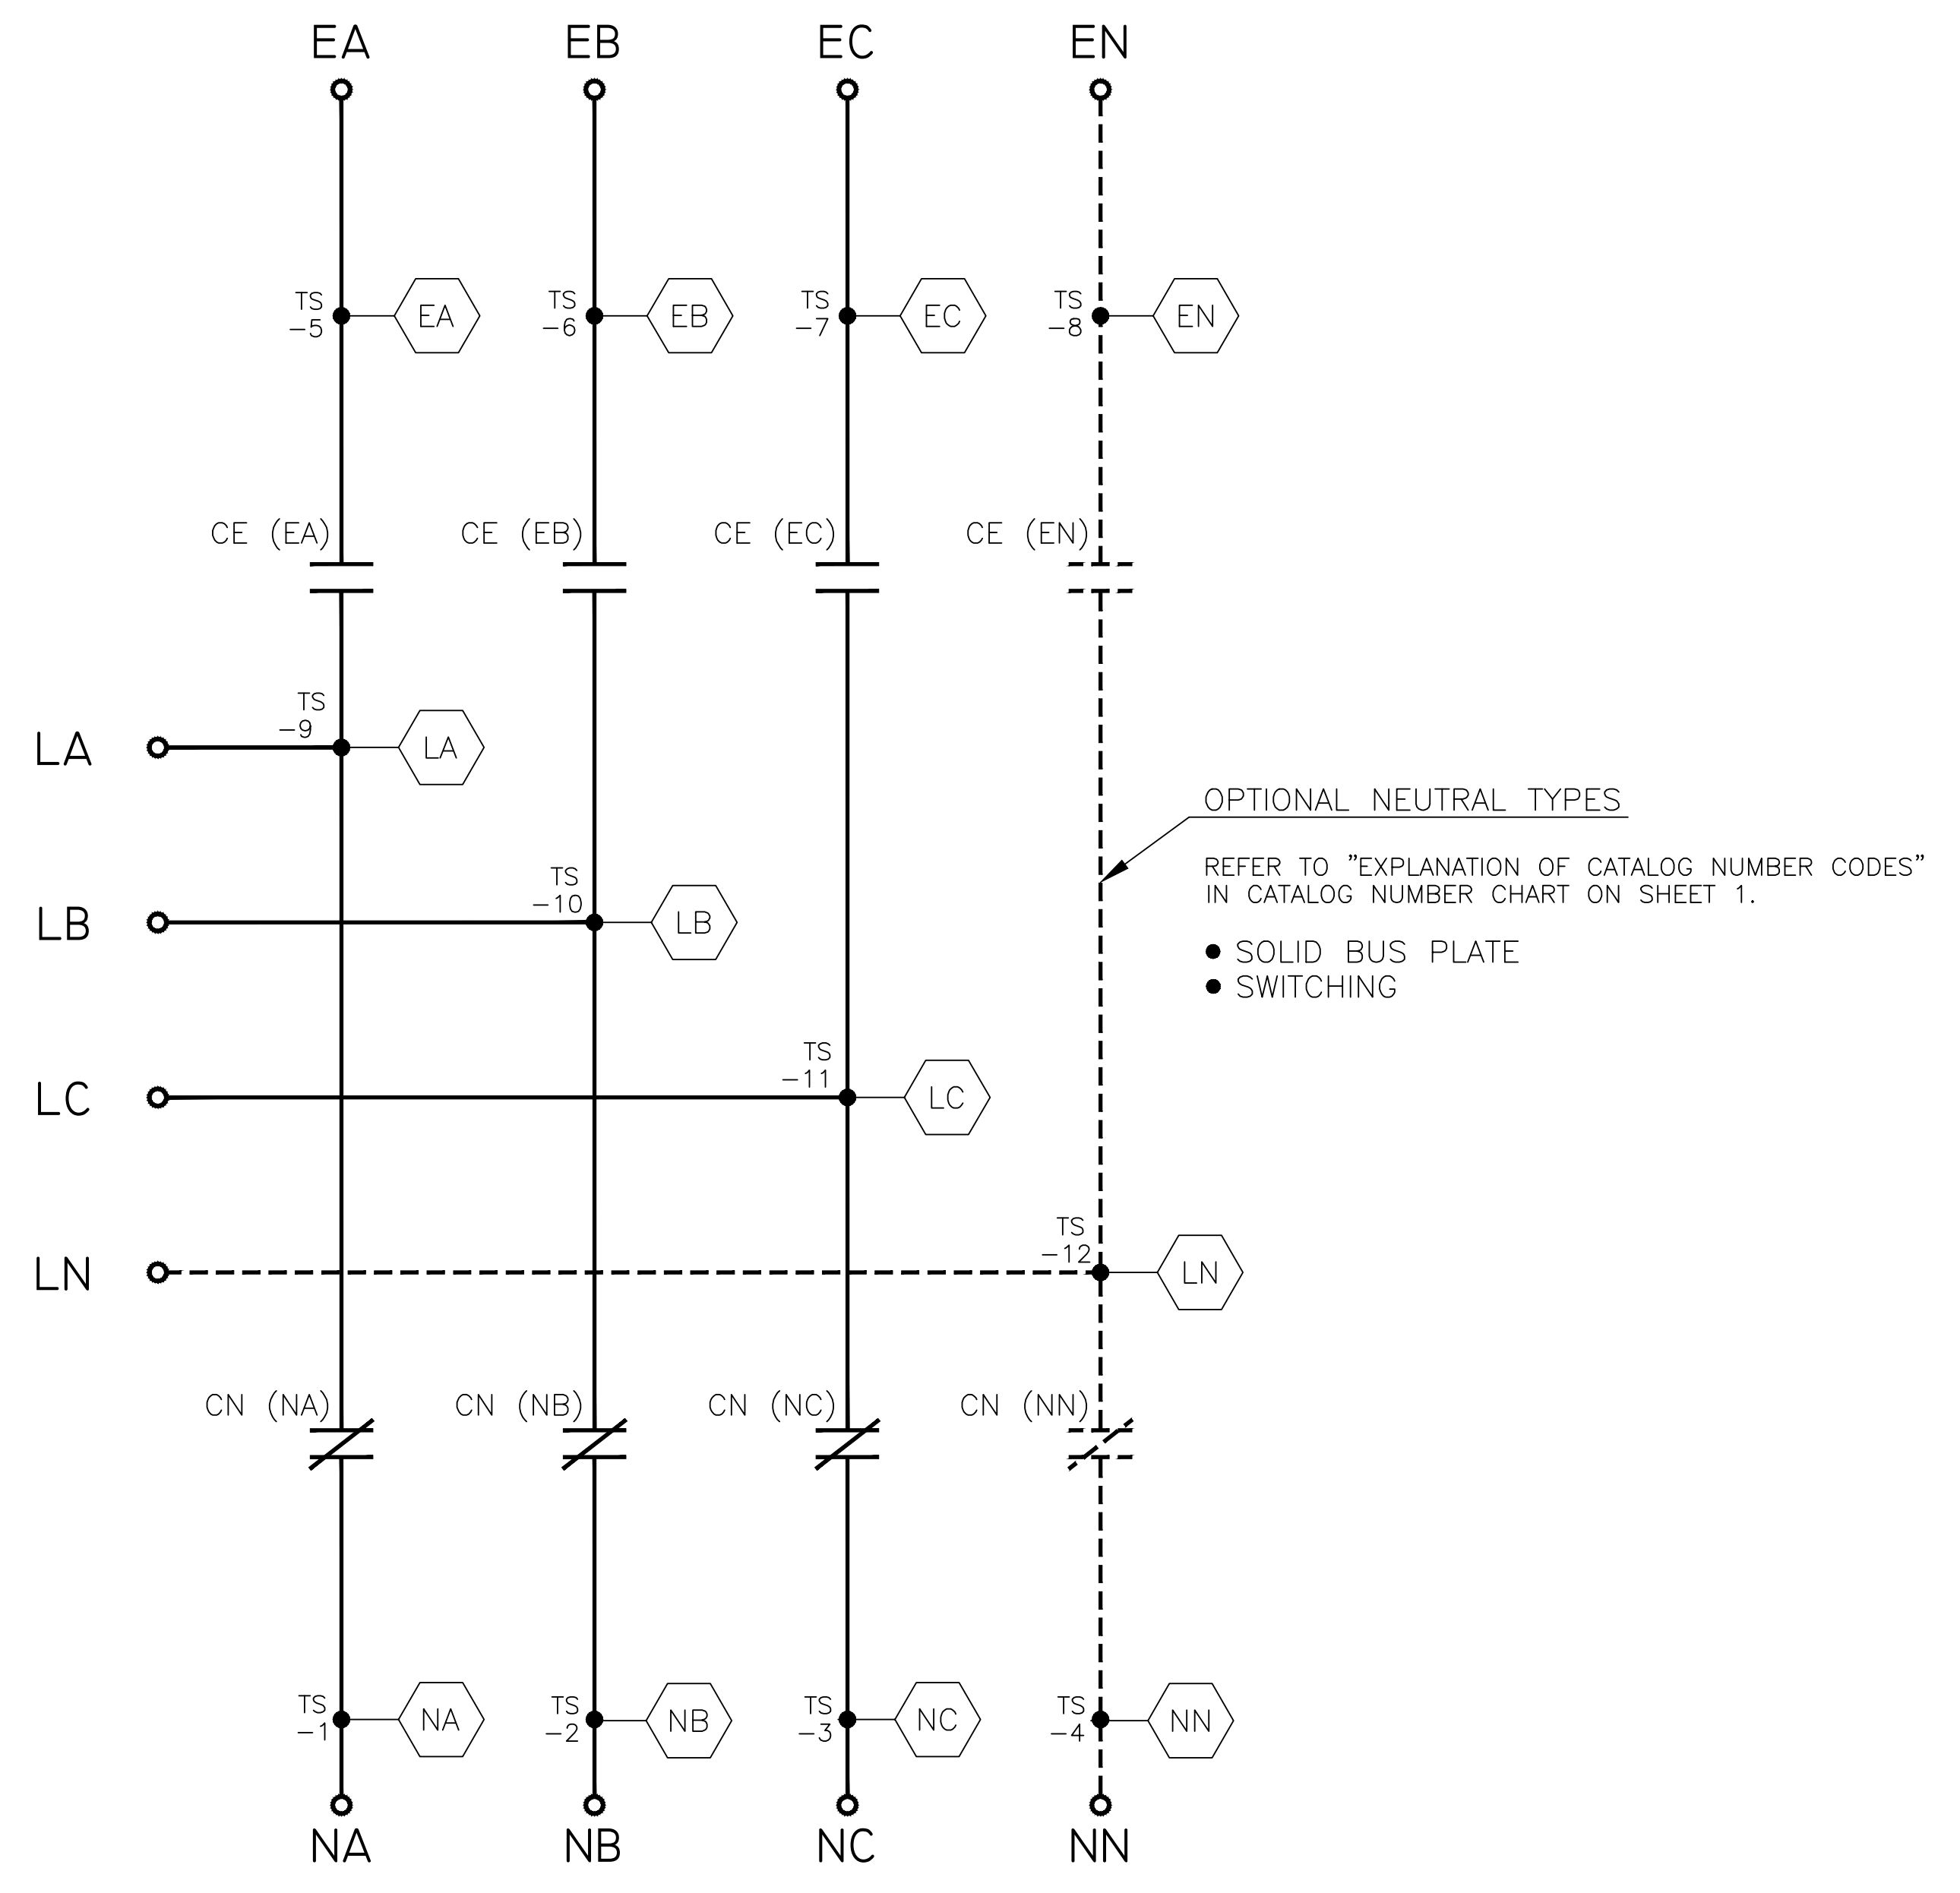 EA EB EC EN
TS TS TS TS
-5 EA -6 EB -7 EC -8 EN
CE (EA) CE (EB) CE (EC) CE (EN)
TS
-9
LA LA
OPTIONAL NEUTRAL TYPES
REFER TO ”EXPLANATION OF CATALOG NUMBER CODES”
IN CATALOG NUMBER CHART ON SHEET 1.
● SOLID BUS PLATE
● SWITCHING
TS
-10
LB LB
TS
-11
LC LC
TS
-12
LN LN
CN (NA) CN (NB) CN (NC) CN (NN)
TS TS TS TS
-1 NA -2 NB -3 NC -4 NN
NA NB NC NN